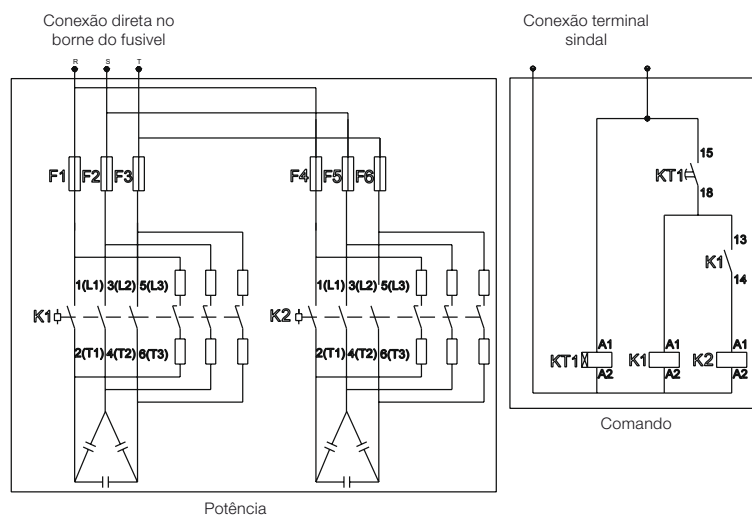 Conexão direta no
borne do fusivel
Conexão terminal
sindal
R S T
F1 F2 F3 F4 F5 F6
1(L1) 3(L2) 5(L3) 1(L1) 3(L2) 5(L3)
K1 K2
2(T1) 4(T2) 6(T3) 2(T1) 4(T2) 6(T3)
Potência
15
KT1
18
13
K1
14
A1 A1 A1
KT1 K1 K2
A2 A2 A2
Comando